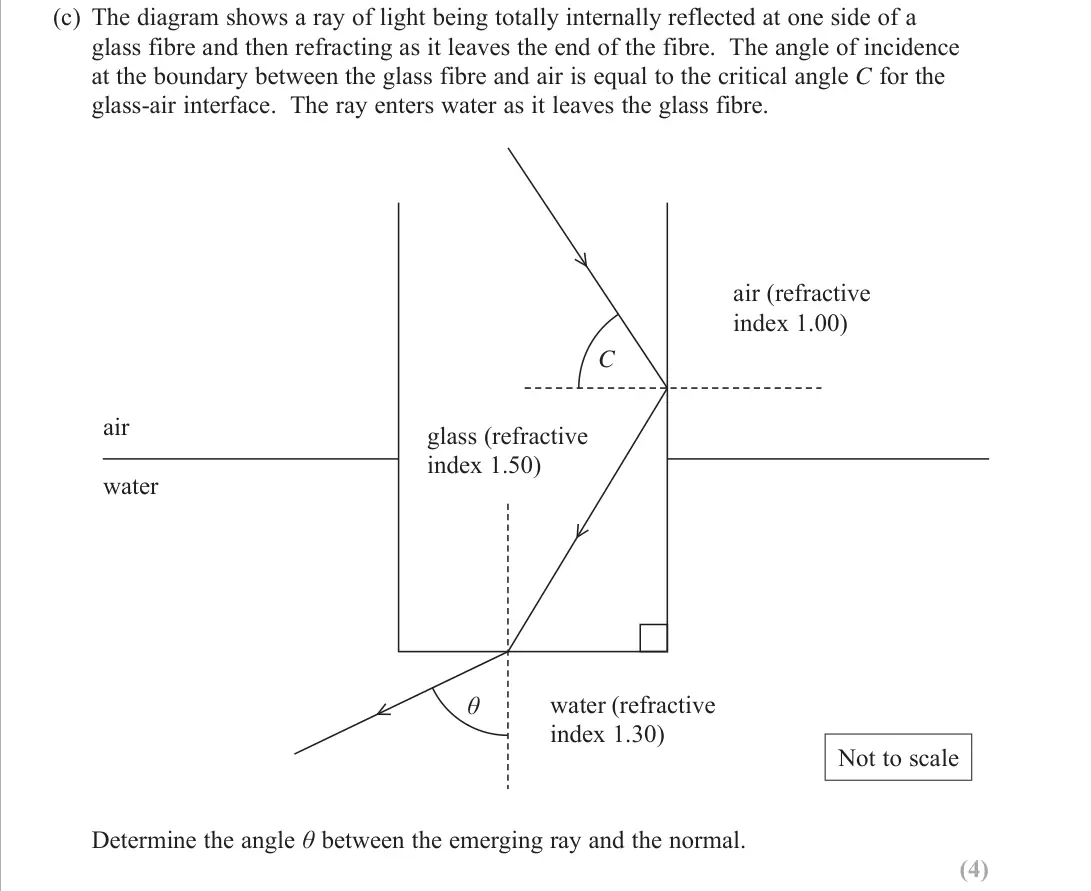 (c) The diagram shows a ray of light being totally internally reflected at one side of a
glass fibre and then refracting as it leaves the end of the fibre. The angle of incidence
at the boundary between the glass fibre and air is equal to the critical angle C for the
glass-air interface. The ray enters water as it leaves the glass fibre.
air (refractive
index 1.00)
C
air
glass (refractive
index 1.50)
water
θ
water (refractive
index 1.30)
Not to scale
Determine the angle θ between the emerging ray and the normal.
(4)